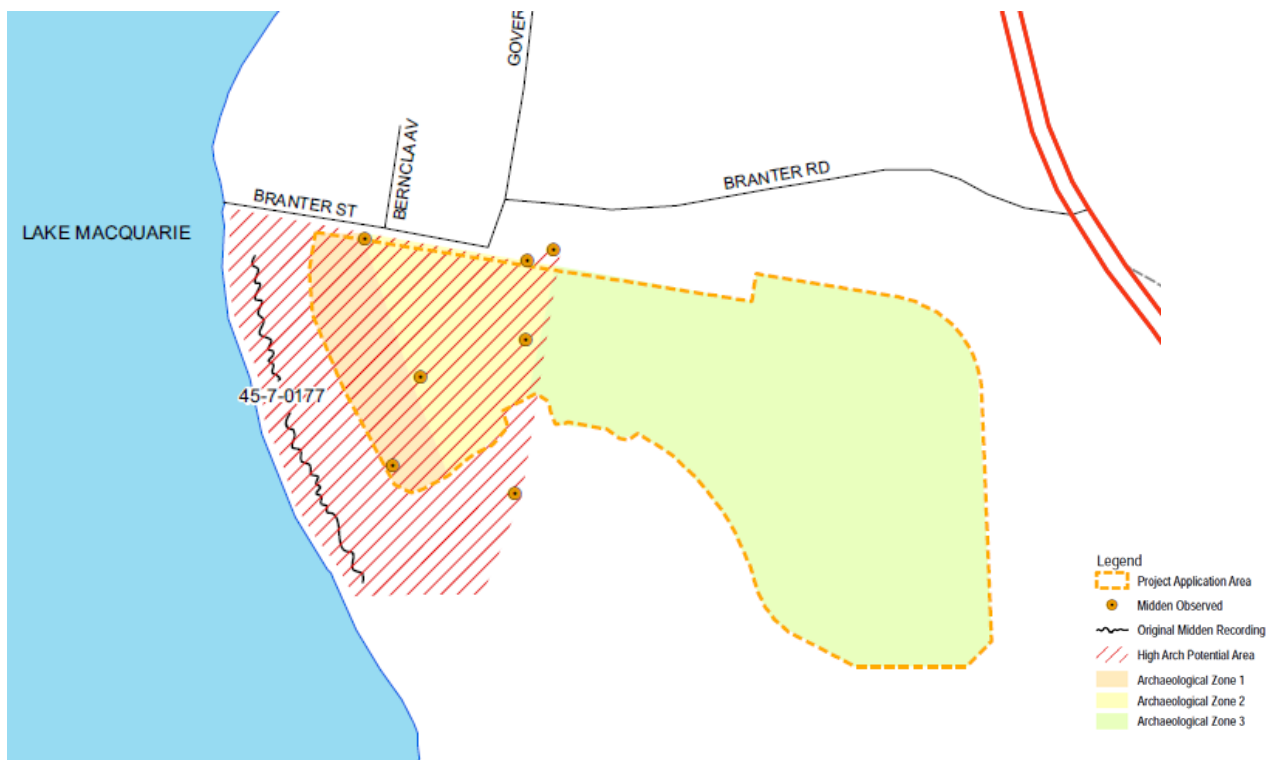 GOVER
BERNCLA AV
BRANTER RD
BRANTER ST
LAKE MACQUARIE
45-7-0177
Legend
Project Application Area
Midden Observed
Original Midden Recording
High Arch Potential Area
Archaeological Zone 1
Archaeological Zone 2
Archaeological Zone 3